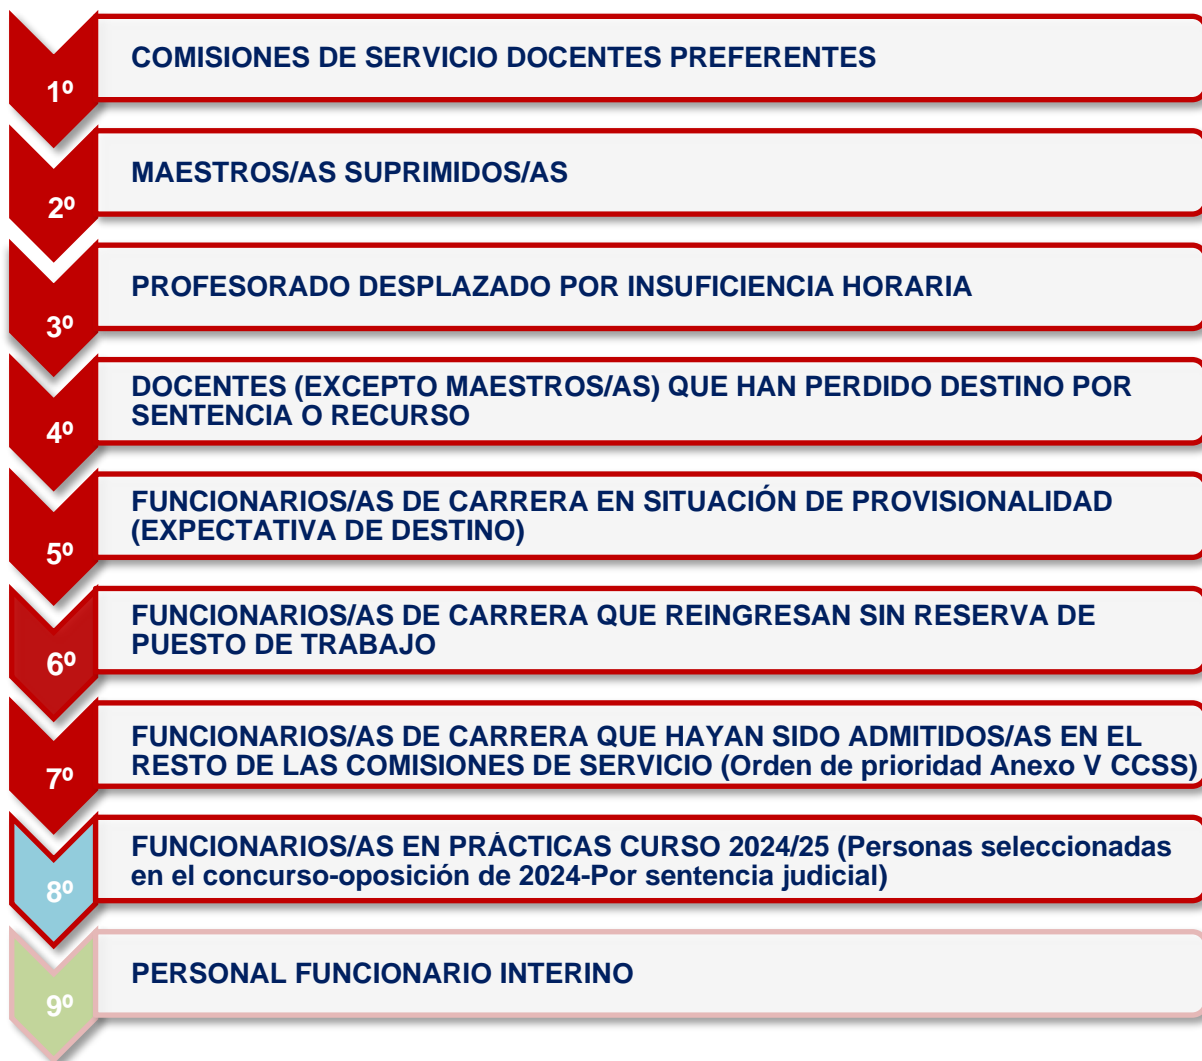 1º
COMISIONES DE SERVICIO DOCENTES PREFERENTES
2º
MAESTROS/AS SUPRIMIDOS/AS
3º
PROFESORADO DESPLAZADO POR INSUFICIENCIA HORARIA
4º
DOCENTES (EXCEPTO MAESTROS/AS) QUE HAN PERDIDO DESTINO POR
SENTENCIA O RECURSO
5º
FUNCIONARIOS/AS DE CARRERA EN SITUACIÓN DE PROVISIONALIDAD
(EXPECTATIVA DE DESTINO)
6º
FUNCIONARIOS/AS DE CARRERA QUE REINGRESAN SIN RESERVA DE
PUESTO DE TRABAJO
7º
FUNCIONARIOS/AS DE CARRERA QUE HAYAN SIDO ADMITIDOS/AS EN EL
RESTO DE LAS COMISIONES DE SERVICIO (Orden de prioridad Anexo V CCSS)
8º
FUNCIONARIOS/AS EN PRÁCTICAS CURSO 2024/25 (Personas seleccionadas
en el concurso-oposición de 2024-Por sentencia judicial)
9º
PERSONAL FUNCIONARIO INTERINO